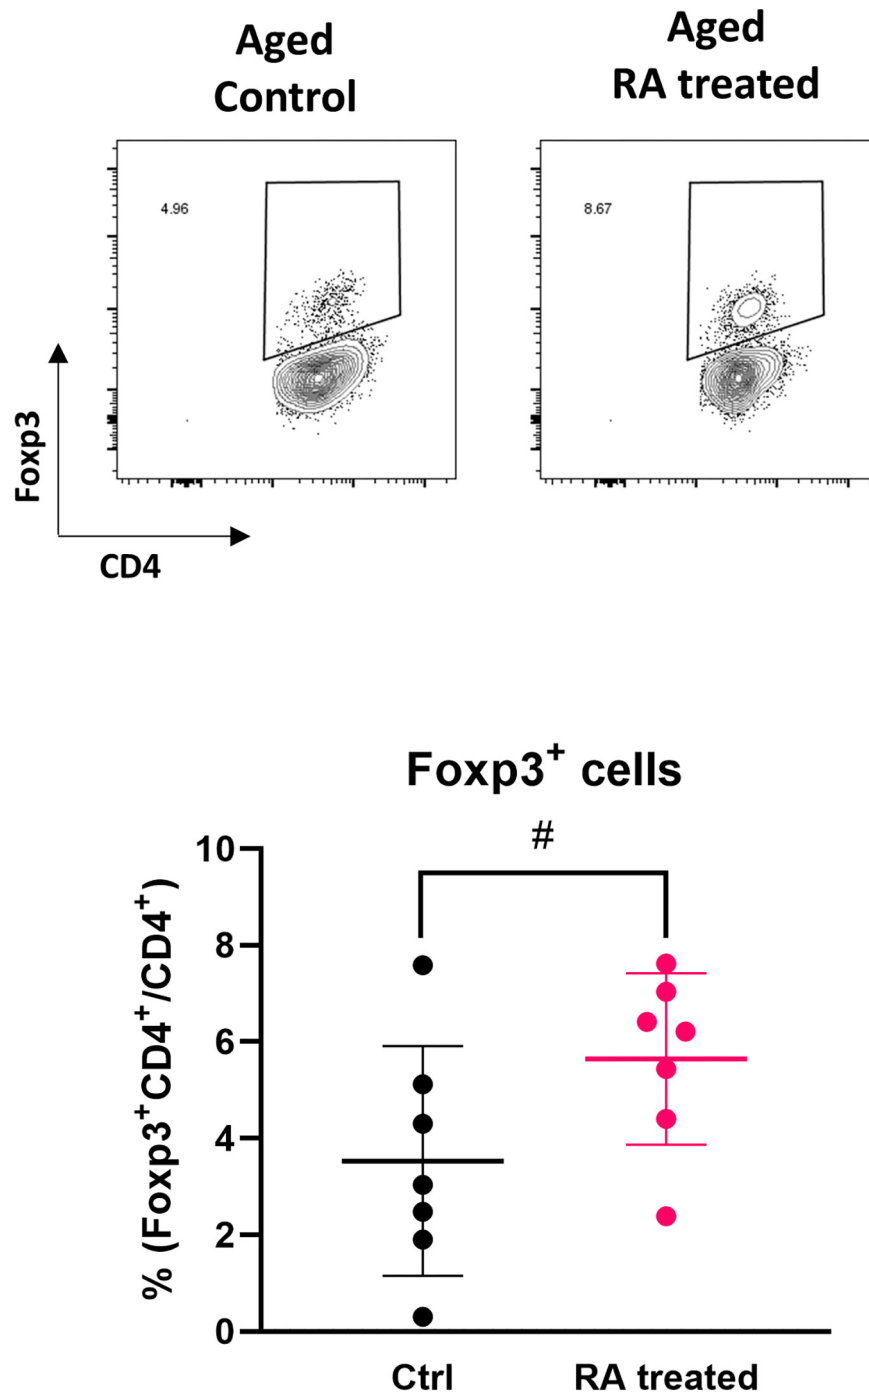 Aged
Control
Aged
RA treated
4.96
8.67
Foxp3
CD4
Foxp3⁺ cells
#
% (Foxp3⁺CD4⁺/CD4⁺)
10
8
6
4
2
0
Ctrl
RA treated